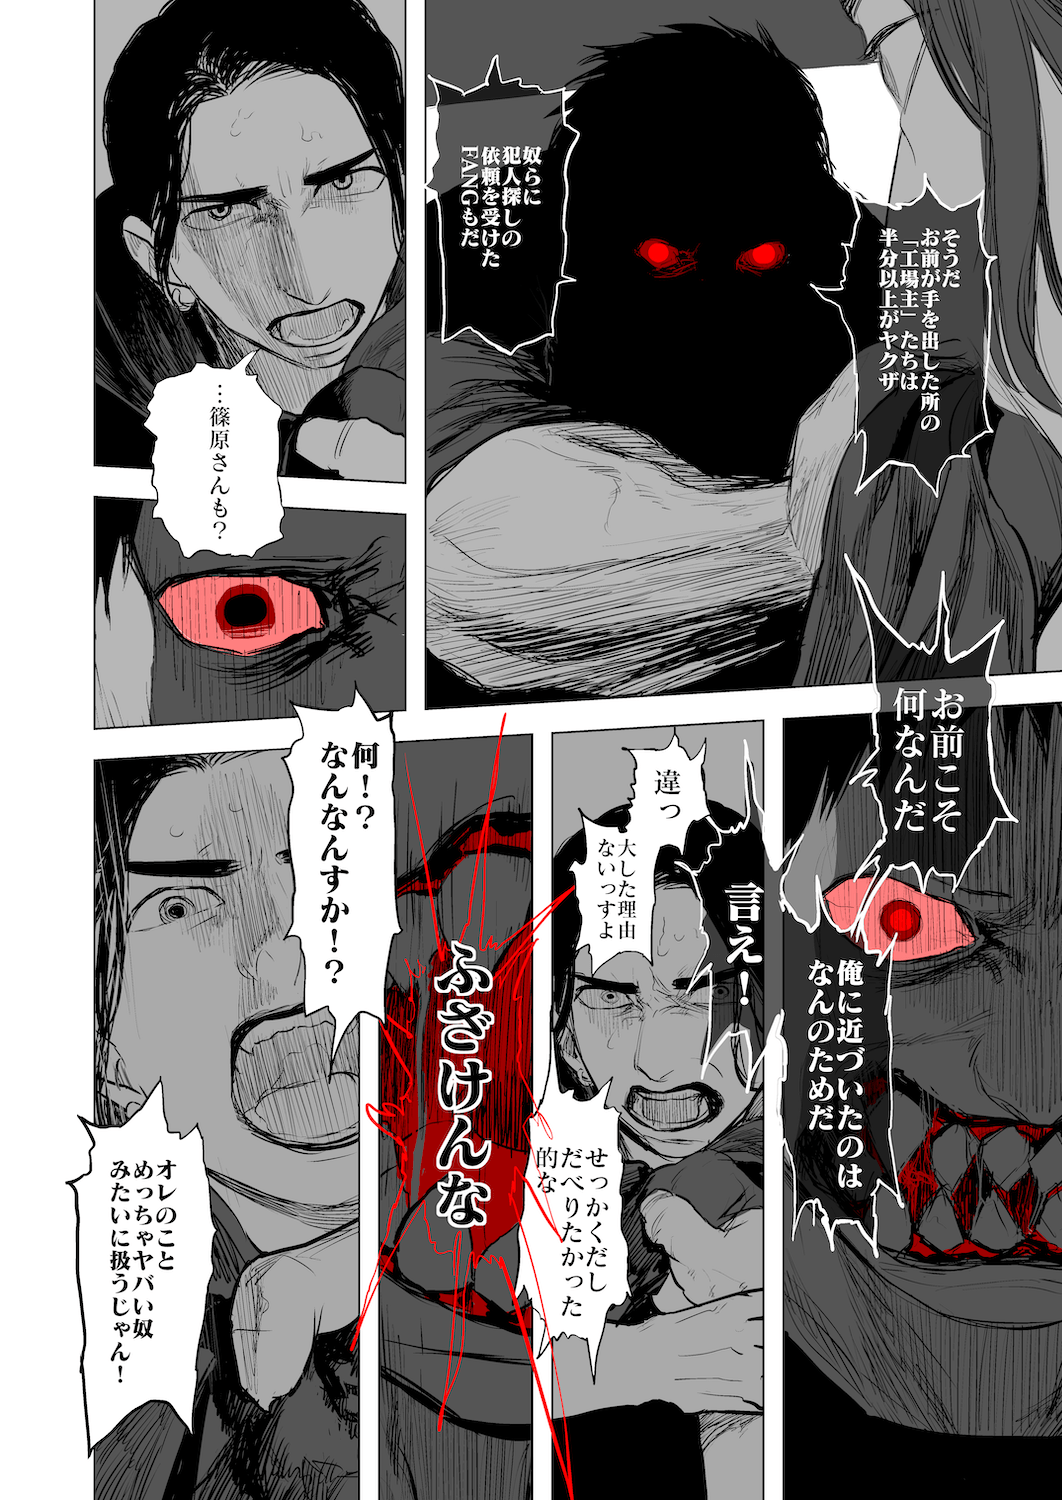 そうだ
お前が手を出した所の
「工場主」たちは
半分以上がヤクザ
奴らに
犯人探しの
依頼を受けた
FANGもだ
…篠原さんも?
お前こそ
何なんだ
俺に近づいたのは
なんのためだ
言え!
違っ
大した理由
ないっすよ
せっかくだし
だべりたかった
的な
ふざけんな
何!?
なんなんすか!?
オレのこと
めっちゃヤバい奴
みたいに扱うじゃん!